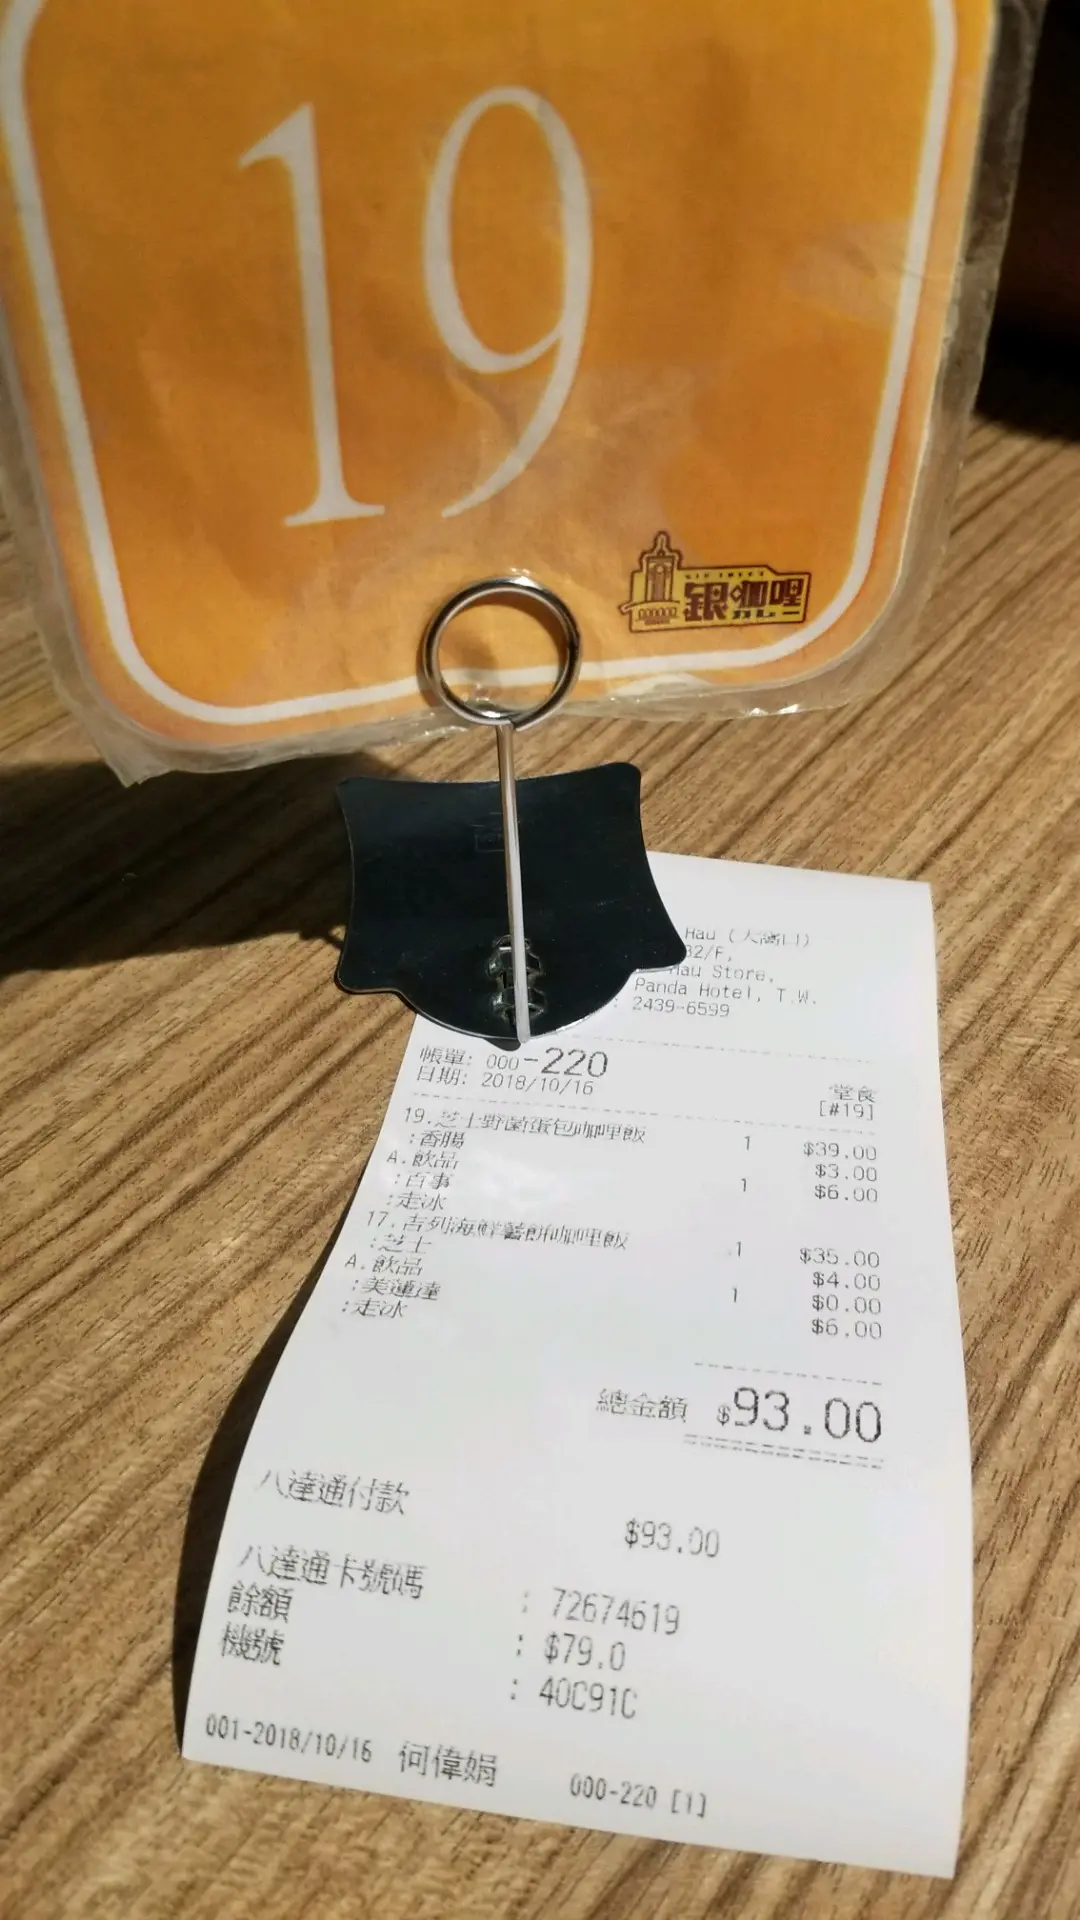 19
銀咖喱
Hau (大窩口)
32/F,
Hau Store,
Panda Hotel, T.W.
: 2439-6599
帳單: 000-220
日期: 2018/10/16
堂食
[#19]
19.芝士野菌蛋包咖哩飯 1 $39.00
:香腸 $3.00
A.飲品 1 $6.00
:百事
:走冰
17.吉列海鮮薯餅咖哩飯 1 $35.00
:芝士 $4.00
A.飲品 1 $0.00
:美蓮達 $6.00
:走冰
總金額 $93.00
八達通付款
$93.00
八達通卡號碼 : 72674619
餘額 : $79.0
機號 : 40C91C
001-2018/10/16 何偉娟 000-220 [1]